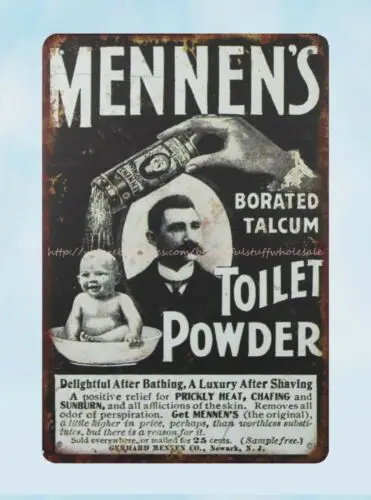 MENNEN'S
BORATED
TALCUM
TOILET
POWDER
Delightful After Bathing, A Luxury After Shaving
A positive relief for PRICKLY HEAT, CHAFING and
SUNBURN, and all afflictions of the skin. Removes all
odor of perspiration. Get MENNEN'S (the original),
a little higher in price, perhaps, than worthless substi-
tutes, but there is a reason for it.
Sold everywhere, or mailed for 25 cents. (Sample free.)
GERHARD MENNEN CO., Newark, N. J.